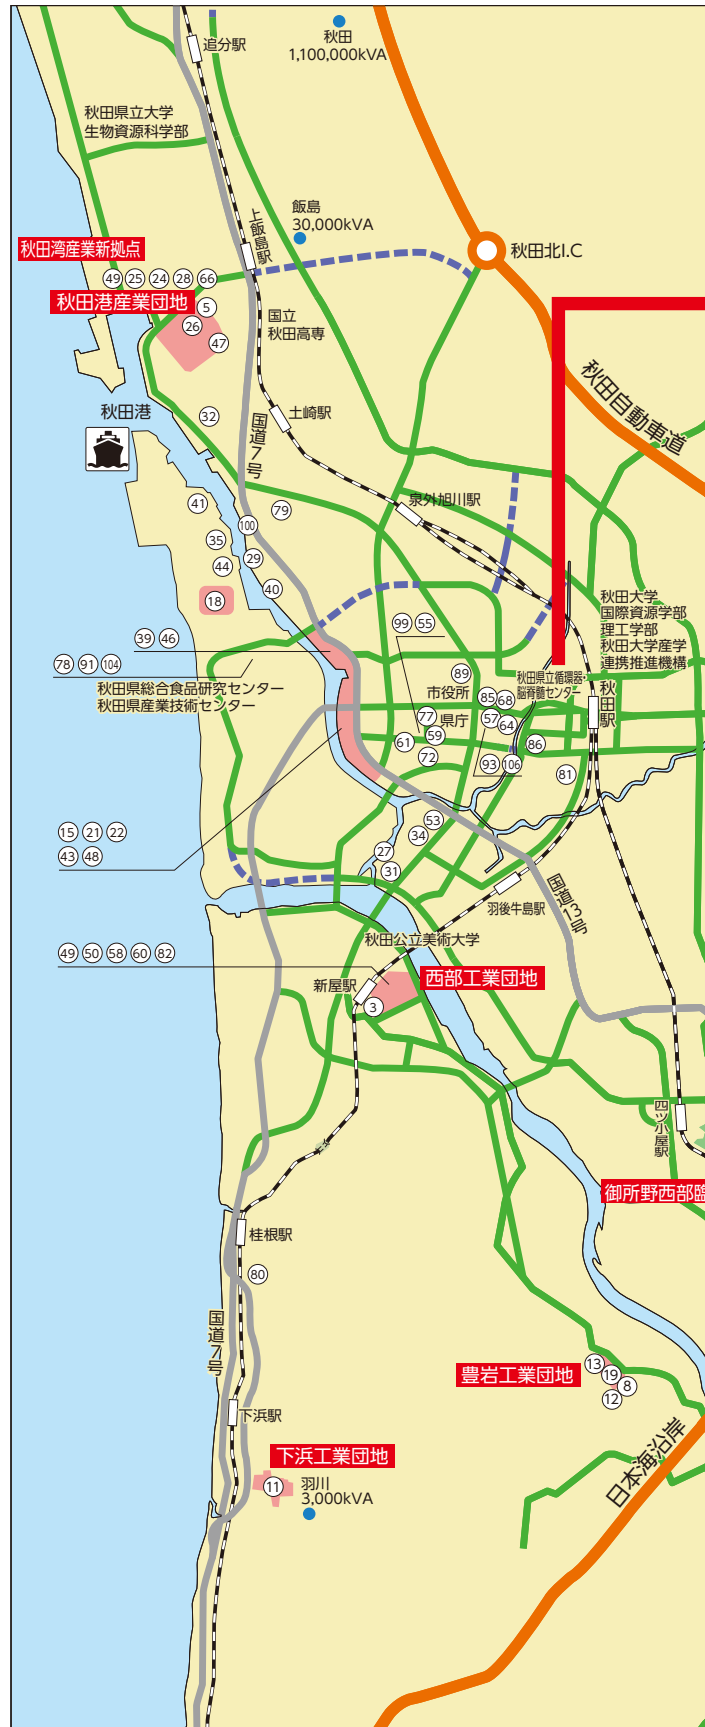 追分駅
秋田
1,100,000kVA
秋田県立大学
生物資源科学部
飯島
30,000kVA
上飯島駅
秋田北I.C
秋田湾産業新拠点
49 25 24 28 66
秋田港産業団地
5
26
47
国立
秋田高専
秋田自動車道
秋田港
32
国道7号
土崎駅
泉外旭川駅
41
100
79
35
29
44
40
18
秋田大学
国際資源学部
理工学部
秋田大学産学
連携推進機構
99 55
39 46
78 91 104
秋田県総合食品研究センター
秋田県産業技術センター
89
市役所
秋田県立循環器・
脳脊髄センター
85 68
秋田駅
77
県庁
57 64
59
61
72
86
93 106
81
15 21 22
43 48
53
34
27
31
羽後牛島駅
国道13号
秋田公立美術大学
49 50 58 60 82
新屋駅
西部工業団地
3
四ツ小屋駅
御所野西部臨
桂根駅
80
国道7号
豊岩工業団地
13
19
8
12
下浜駅
下浜工業団地
11
羽川
3,000kVA
日本海沿岸